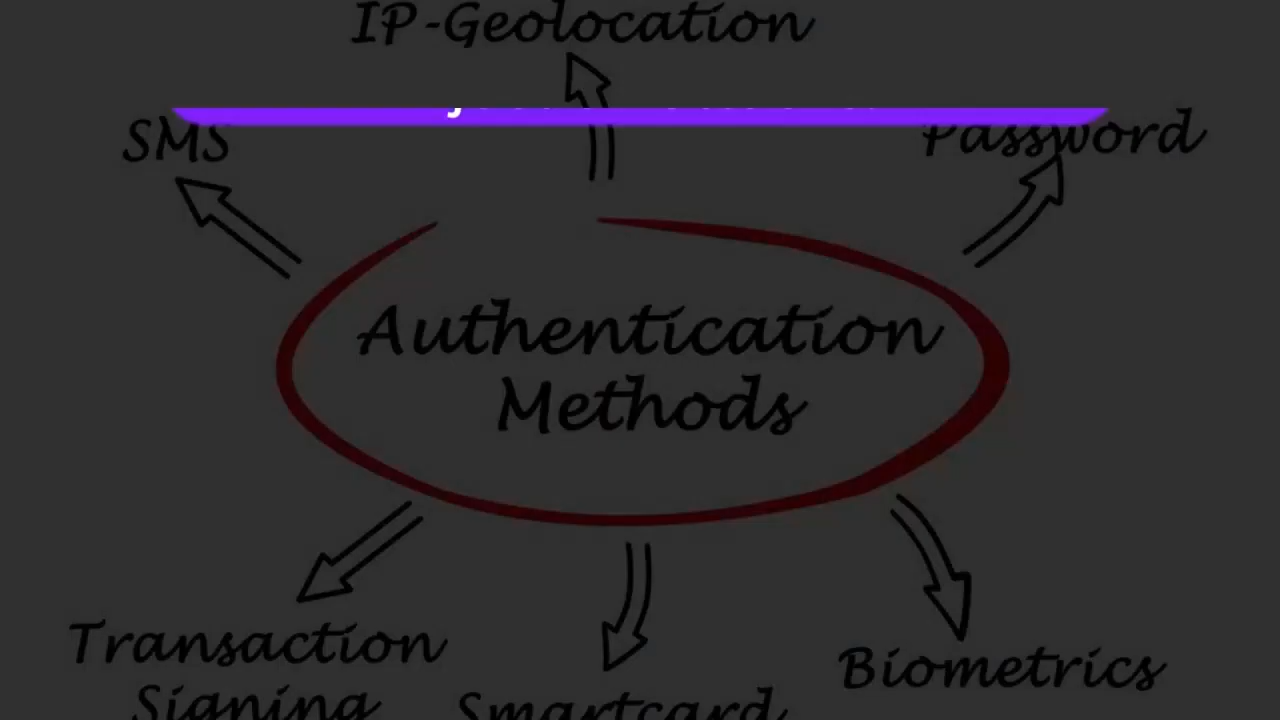 IP-Geolocation
SMS
Password
Authentication
Methods
Transaction
Signing
Smartcard
Biometrics